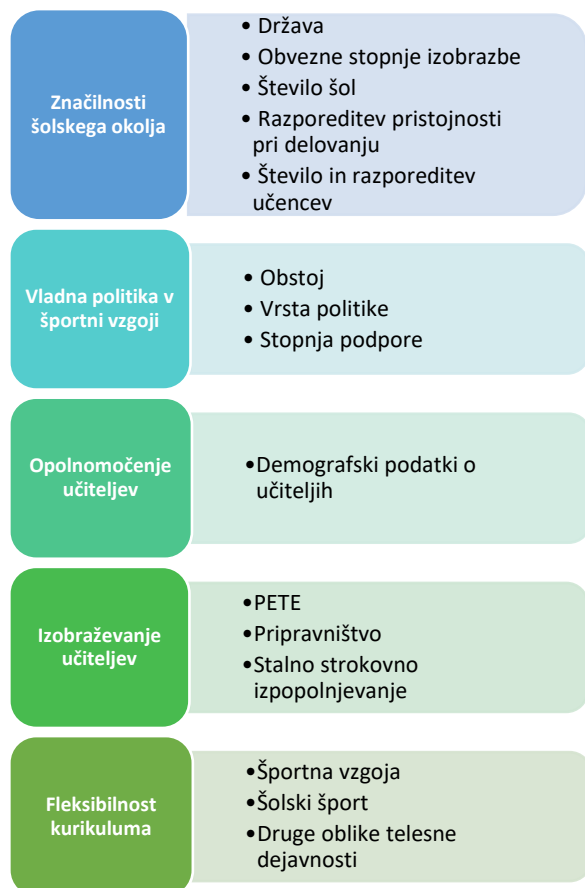 Značilnosti
šolskega okolja
• Država
• Obvezne stopnje izobrazbe
• Število šol
• Razporeditev pristojnosti
pri delovanju
• Število in razporeditev
učencev
Vladna politika v
športni vzgoji
• Obstoj
• Vrsta politike
• Stopnja podpore
Opolnomočenje
učiteljev
•Demografski podatki o
učiteljih
Izobraževanje
učiteljev
•PETE
•Pripravništvo
•Stalno strokovno
izpopolnjevanje
Fleksibilnost
kurikuluma
•Športna vzgoja
•Šolski šport
•Druge oblike telesne
dejavnosti